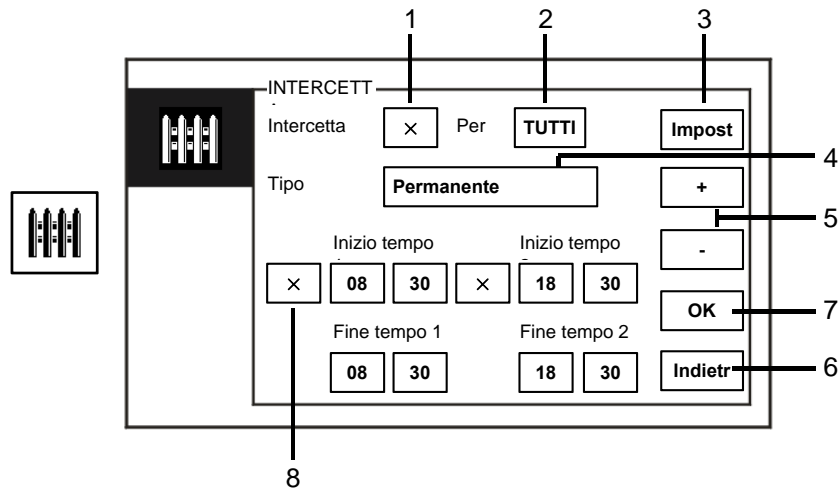 1 2 3
INTERCETT
Intercetta × Per TUTTI Impost
4
Tipo Permanente +
5
Inizio tempo Inizio tempo -
× 08 30 × 18 30 OK 7
Fine tempo 1 Fine tempo 2
08 30 18 30 Indietr 6
8